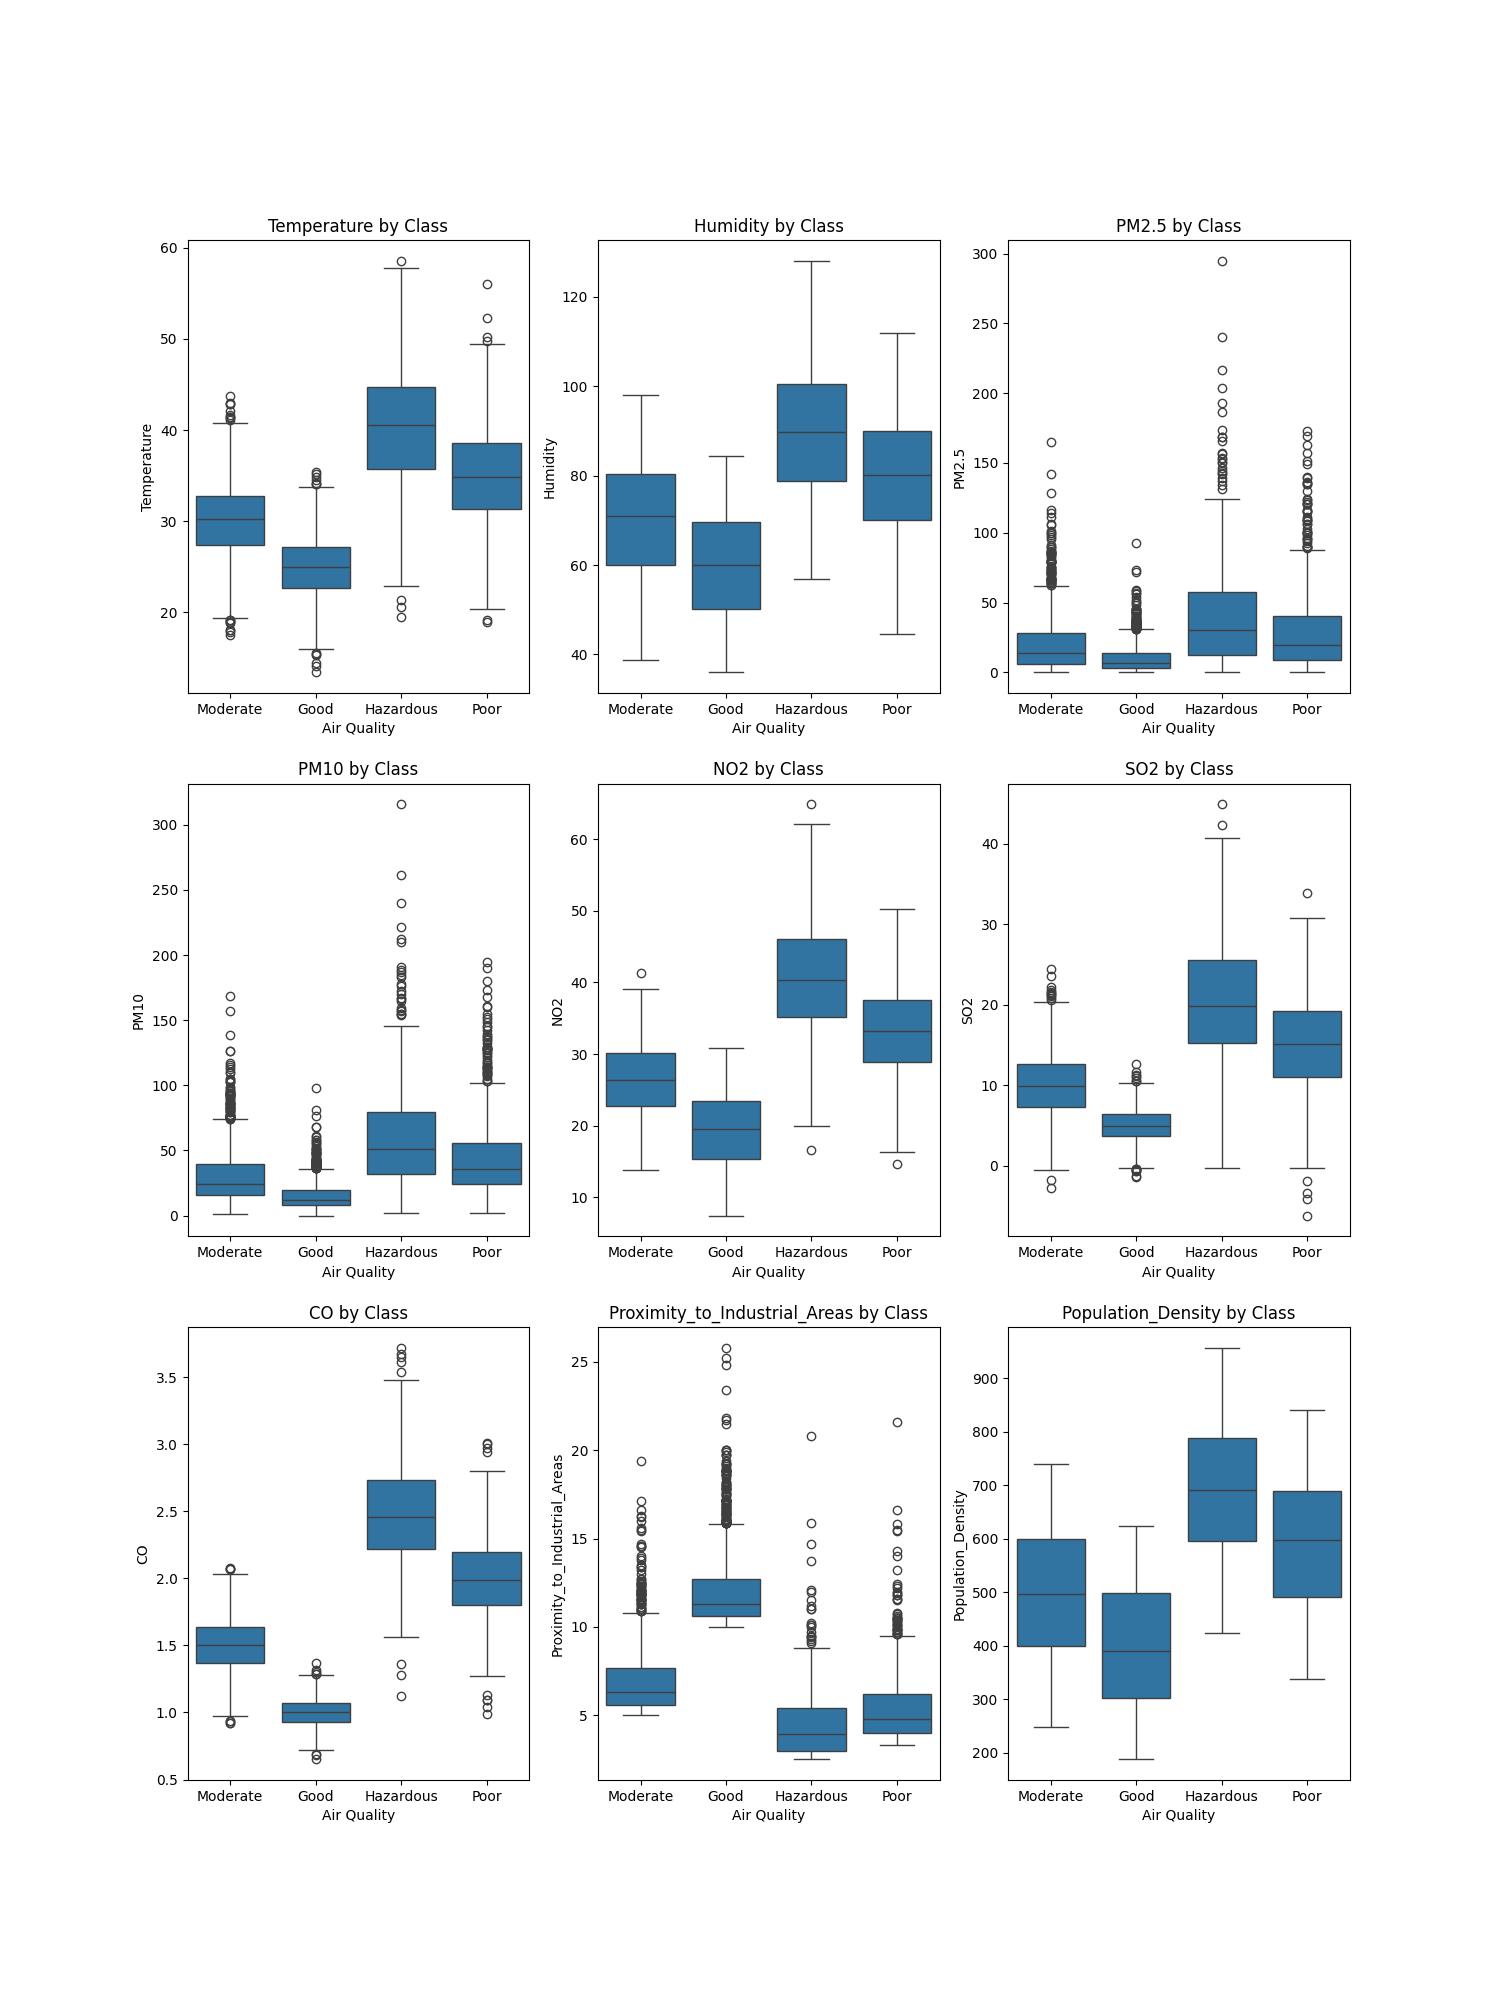 Temperature by Class
Humidity by Class
PM2.5 by Class
60
50
40
30
20
Temperature
Moderate Good Hazardous Poor
Air Quality
120
100
80
60
40
Humidity
Moderate Good Hazardous Poor
Air Quality
300
250
200
150
100
50
0
PM2.5
Moderate Good Hazardous Poor
Air Quality
PM10 by Class
NO2 by Class
SO2 by Class
300
250
200
150
100
50
0
PM10
Moderate Good Hazardous Poor
Air Quality
60
50
40
30
20
10
NO2
Moderate Good Hazardous Poor
Air Quality
40
30
20
10
0
SO2
Moderate Good Hazardous Poor
Air Quality
CO by Class
Proximity_to_Industrial_Areas by Class
Population_Density by Class
3.5
3.0
2.5
2.0
1.5
1.0
0.5
CO
Moderate Good Hazardous Poor
Air Quality
25
20
15
10
5
Proximity_to_Industrial_Areas
Moderate Good Hazardous Poor
Air Quality
900
800
700
600
500
400
300
200
Population_Density
Moderate Good Hazardous Poor
Air Quality